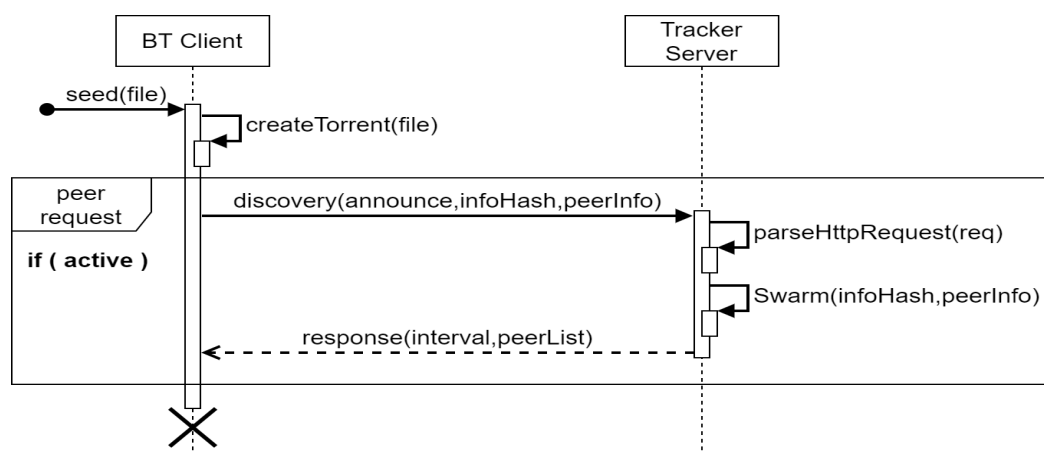 BT Client
Tracker
Server
seed(file)
createTorrent(file)
peer
request
discovery(announce,infoHash,peerInfo)
parseHttpRequest(req)
if ( active )
Swarm(infoHash,peerInfo)
response(interval,peerList)